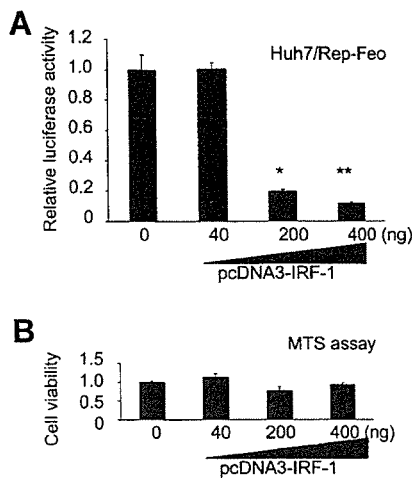 A
Relative luciferase activity
1.2
1.0
0.8
0.6
0.4
0.2
0
Huh7/Rep-Feo
* **
0 40 200 400 (ng)
pcDNA3-IRF-1
B
Cell viability
1.5
1.0
0.5
0
MTS assay
0 40 200 400 (ng)
pcDNA3-IRF-1